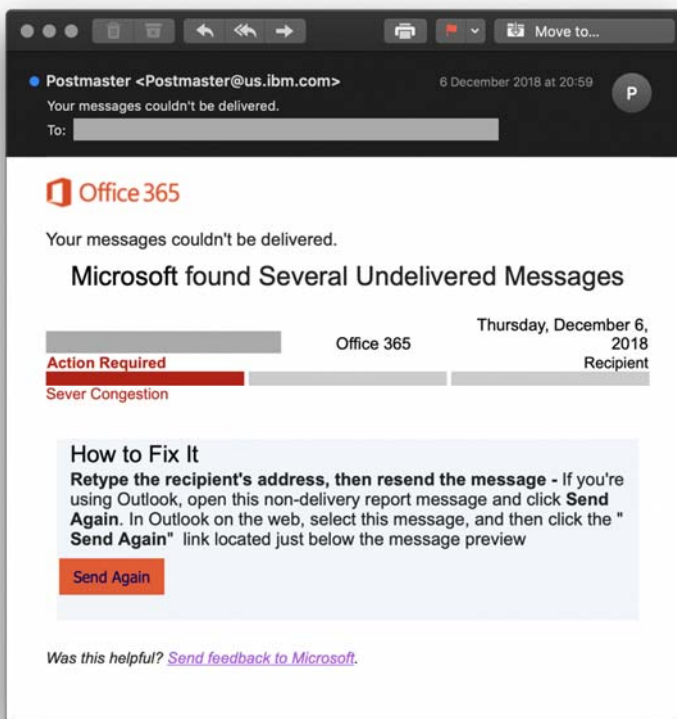 Move to...
Postmaster <Postmaster@us.ibm.com>
6 December 2018 at 20:59
P
Your messages couldn't be delivered.
To:
Office 365
Your messages couldn't be delivered.
Microsoft found Several Undelivered Messages
Office 365
Thursday, December 6,
2018
Action Required
Recipient
Sever Congestion
How to Fix It
Retype the recipient's address, then resend the message - If you're
using Outlook, open this non-delivery report message and click Send
Again. In Outlook on the web, select this message, and then click the "
Send Again"  link located just below the message preview
Send Again
Was this helpful? Send feedback to Microsoft.